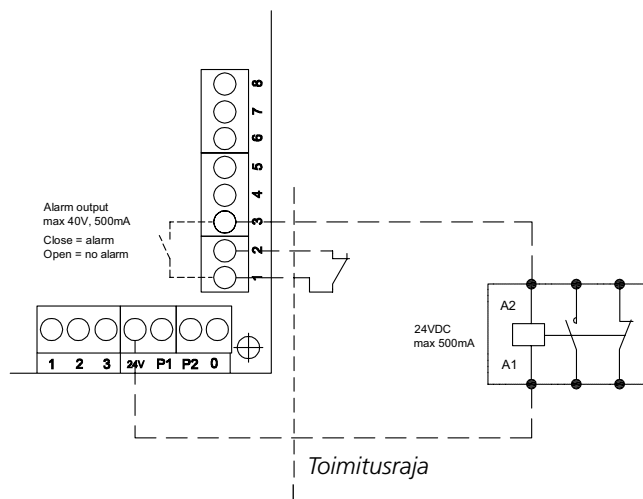 8
7
6
5
4
3
2
1
Alarm output
max 40V, 500mA
Close = alarm
Open = no alarm
24VDC
max 500mA
A2
A1
1 2 3 24V P1 P2 0
Toimitusraja